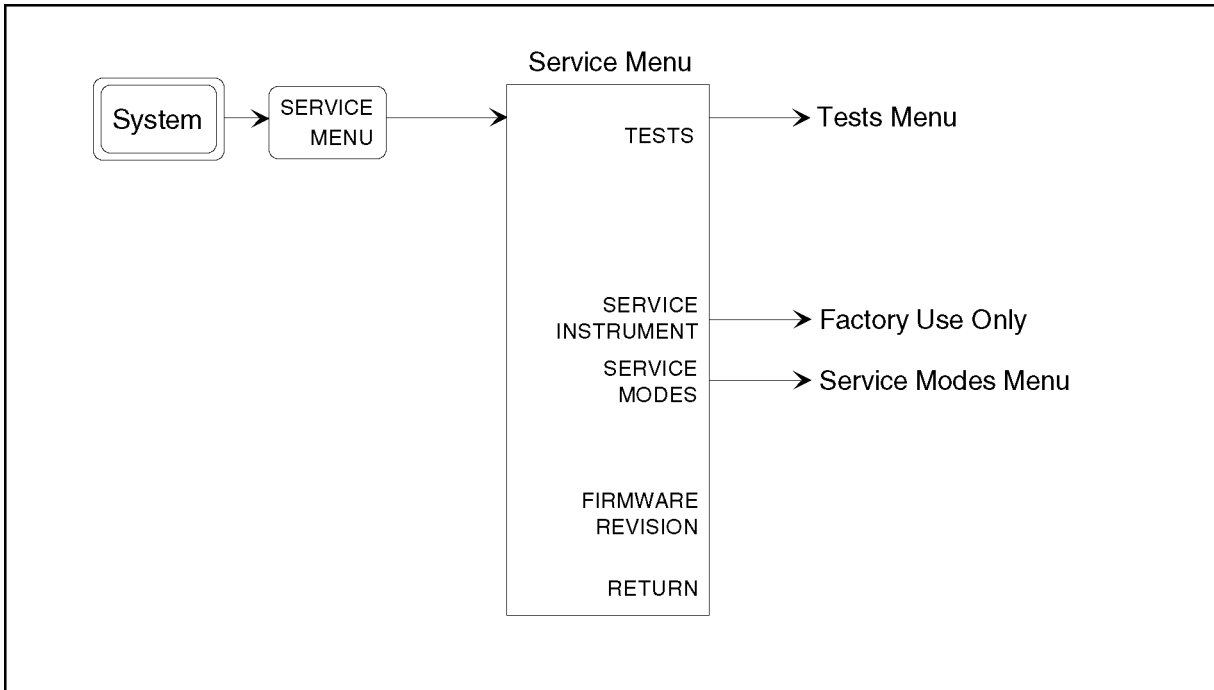 Service Menu
System
SERVICE
MENU
TESTS
Tests Menu
SERVICE
INSTRUMENT
Factory Use Only
SERVICE
MODES
Service Modes Menu
FIRMWARE
REVISION
RETURN